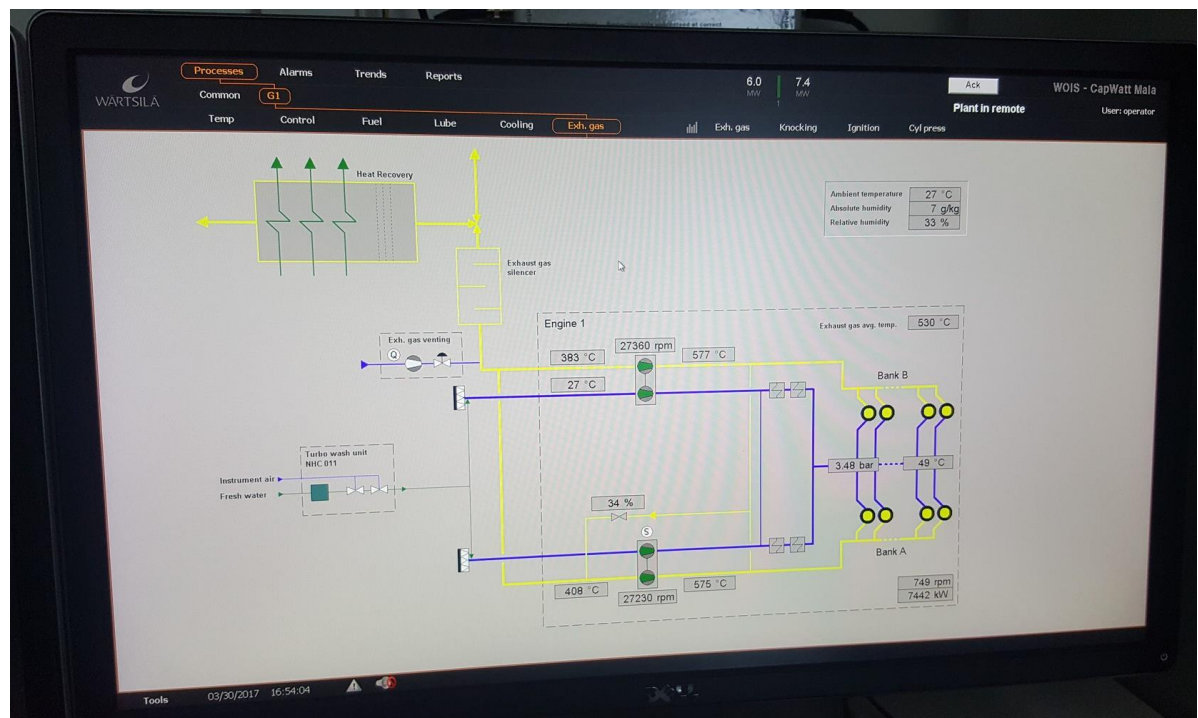 WÄRTSILÄ
Processes Alarms Trends Reports
Common G1
Temp Control Fuel Lube Cooling Exh. gas
6.0 MW 7.4 MW
Exh. gas Knocking Ignition Cyl press
Ack
Plant in remote
WOIS - CapWatt Maia
User: operator
Heat Recovery
Ambient temperature 27 °C
Absolute humidity 7 g/kg
Relative humidity 33 %
Exhaust gas
silencer
Engine 1
Exhaust gas avg. temp. 530 °C
Exh. gas venting
Q
383 °C 27360 rpm 577 °C
27 °C
Bank B
3.48 bar 49 °C
Turbo wash unit
NHC 011
Instrument air
Fresh water
34 %
S
Bank A
408 °C 27230 rpm 575 °C
749 rpm
7442 kW
Tools 03/30/2017 16:54:04